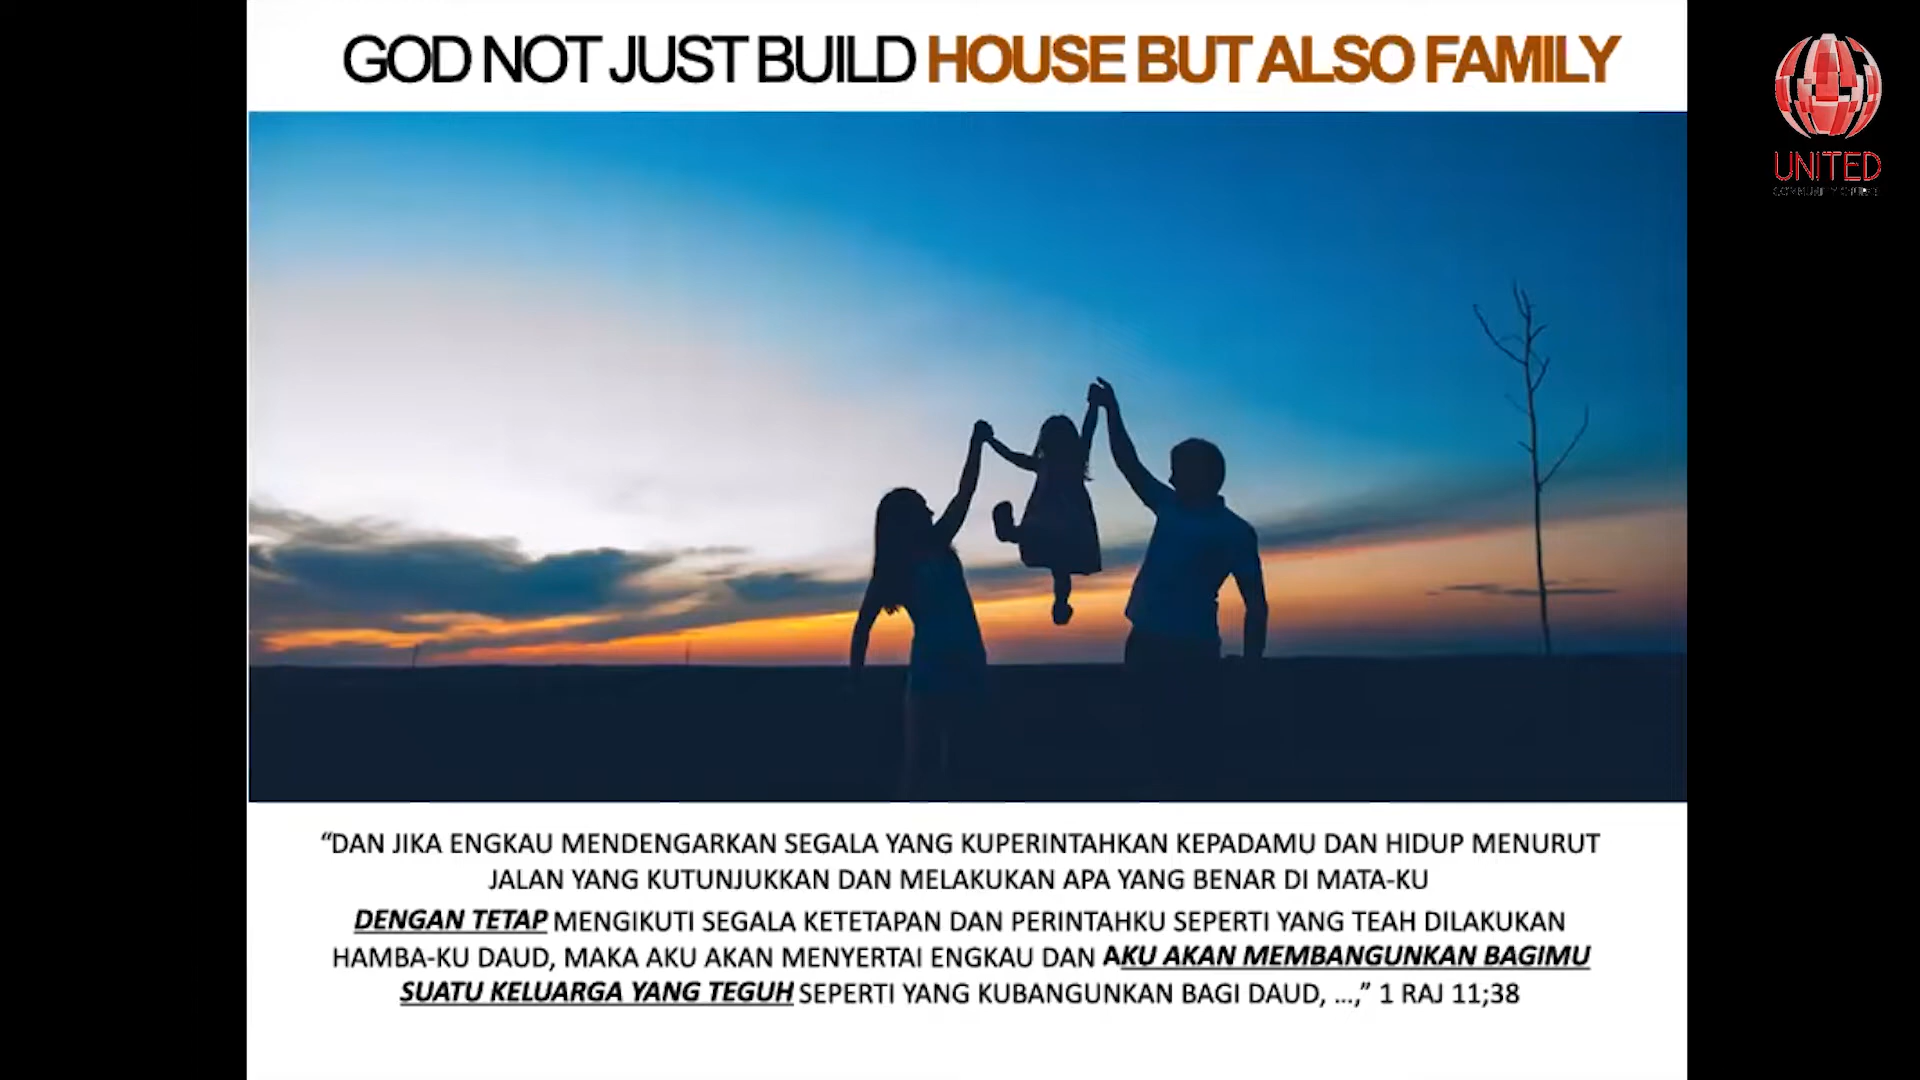 GOD NOT JUST BUILD HOUSE BUT ALSO FAMILY
UNITED
COMMUNITY CHURCH
“DAN JIKA ENGKAU MENDENGARKAN SEGALA YANG KUPERINTAHKAN KEPADAMU DAN HIDUP MENURUT
JALAN YANG KUTUNJUKKAN DAN MELAKUKAN APA YANG BENAR DI MATA-KU
DENGAN TETAP MENGIKUTI SEGALA KETETAPAN DAN PERINTAHKU SEPERTI YANG TEAH DILAKUKAN
HAMBA-KU DAUD, MAKA AKU AKAN MENYERTAI ENGKAU DAN AKU AKAN MEMBANGUNKAN BAGIMU
SUATU KELUARGA YANG TEGUH SEPERTI YANG KUBANGUNKAN BAGI DAUD, ...,” 1 RAJ 11;38